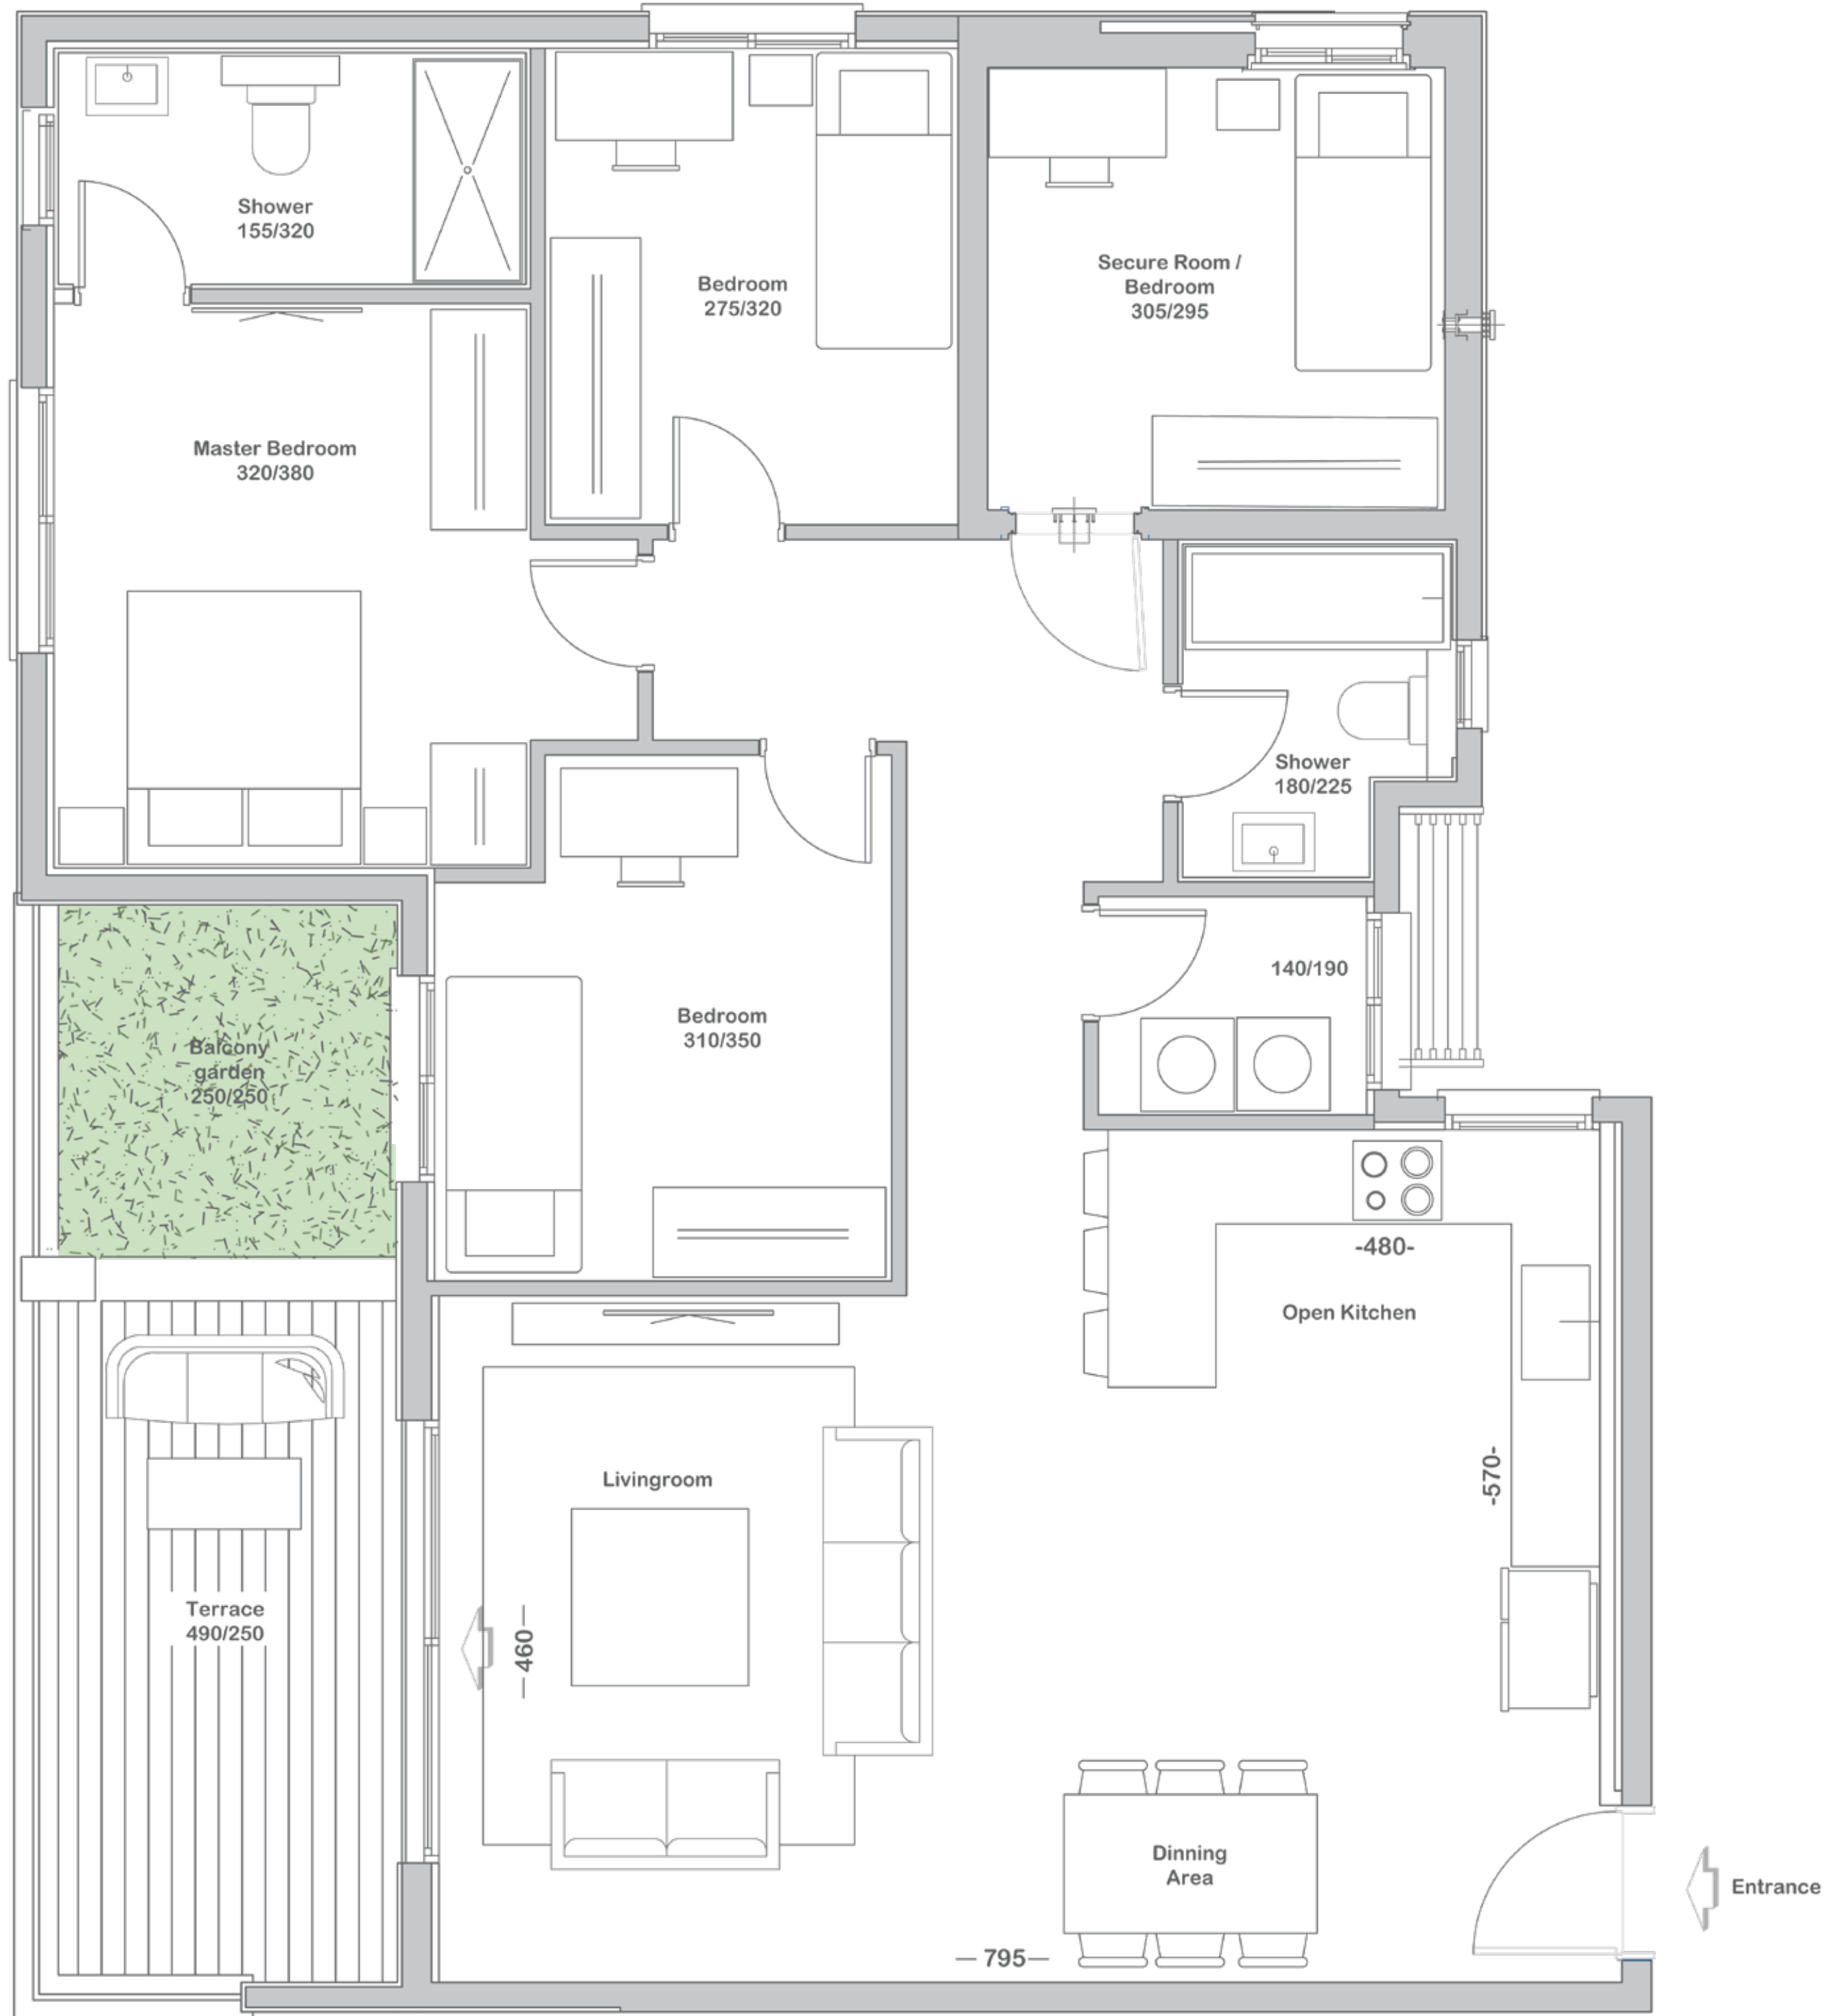 Shower
155/320
Bedroom
275/320
Secure Room /
Bedroom
305/295
Master Bedroom
320/380
Shower
180/225
140/190
Bedroom
310/350
Balcony
garden
250/250
-480-
Open Kitchen
-570-
Livingroom
Terrace
490/250
— 460 —
Dinning
Area
Entrance
— 795 —